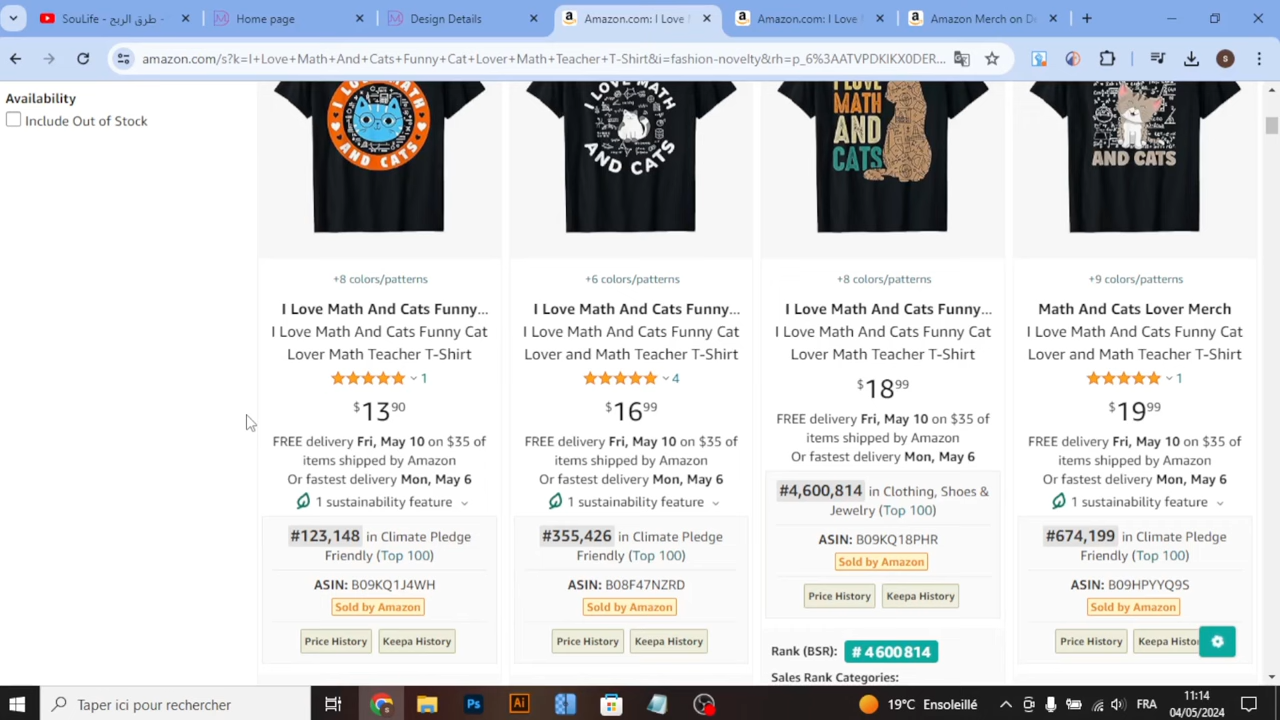 SouLife - طرق الربح
Home page
Design Details
Amazon.com: I Love
Amazon.com: I Love
Amazon Merch on De
amazon.com/s?k=I+Love+Math+And+Cats+Funny+Cat+Lover+Math+Teacher+T-Shirt&i=fashion-novelty&rh=p_6%3AATVPDKIKX0DER...
Availability
Include Out of Stock
I LOVE MATH
AND CATS
I LOVE MATH
AND CATS
I LOVE
MATH
AND
CATS
AND CATS
+8 colors/patterns
I Love Math And Cats Funny...
I Love Math And Cats Funny Cat
Lover Math Teacher T-Shirt
1
$13.90
FREE delivery Fri, May 10 on $35 of
items shipped by Amazon
Or fastest delivery Mon, May 6
1 sustainability feature
#123,148 in Climate Pledge
Friendly (Top 100)
ASIN: B09KQ1J4WH
Sold by Amazon
Price History Keepa History
+6 colors/patterns
I Love Math And Cats Funny...
I Love Math And Cats Funny Cat
Lover and Math Teacher T-Shirt
4
$16.99
FREE delivery Fri, May 10 on $35 of
items shipped by Amazon
Or fastest delivery Mon, May 6
1 sustainability feature
#355,426 in Climate Pledge
Friendly (Top 100)
ASIN: B08F47NZRD
Sold by Amazon
Price History Keepa History
+8 colors/patterns
I Love Math And Cats Funny...
I Love Math And Cats Funny Cat
Lover Math Teacher T-Shirt
$18.99
FREE delivery Fri, May 10 on $35 of
items shipped by Amazon
Or fastest delivery Mon, May 6
#4,600,814 in Clothing, Shoes &
Jewelry (Top 100)
ASIN: B09KQ18PHR
Sold by Amazon
Price History Keepa History
Rank (BSR): # 4 600 814
Sales Rank Categories:
+9 colors/patterns
Math And Cats Lover Merch
I Love Math And Cats Funny Cat
Lover and Math Teacher T-Shirt
1
$19.99
FREE delivery Fri, May 10 on $35 of
items shipped by Amazon
Or fastest delivery Mon, May 6
1 sustainability feature
#674,199 in Climate Pledge
Friendly (Top 100)
ASIN: B09HPYYQ9S
Sold by Amazon
Price History Keepa Histo
Taper ici pour rechercher
19°C Ensoleillé
FRA
11:14
04/05/2024